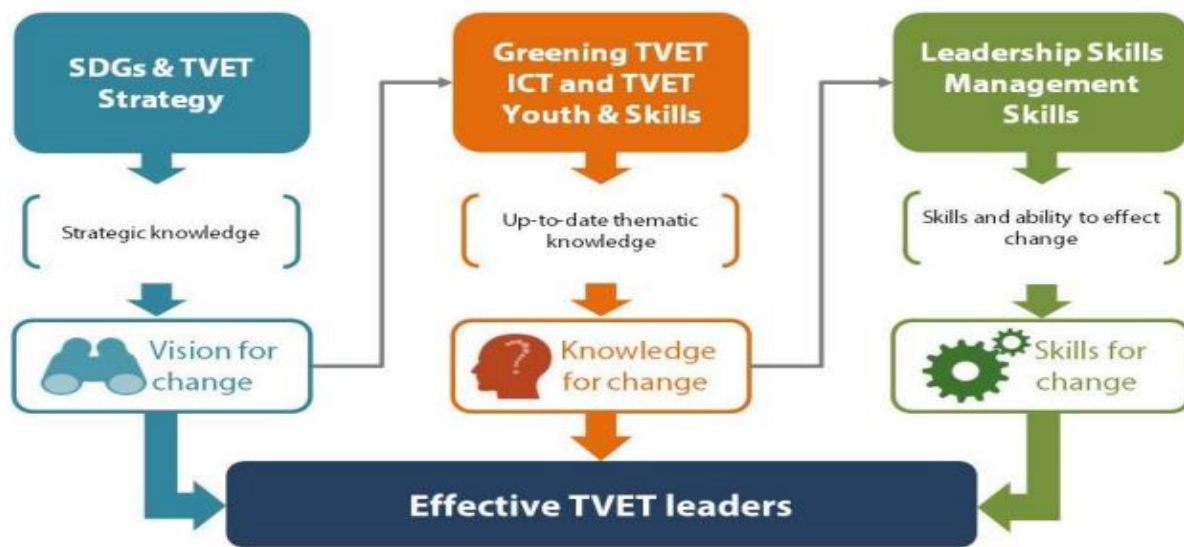 SDGs & TVET
Strategy
Strategic knowledge
Vision for
change
Greening TVET
ICT and TVET
Youth & Skills
Up-to-date thematic
knowledge
?
Knowledge
for change
Leadership Skills
Management
Skills
Skills and ability to effect
change
Skills for
change
Effective TVET leaders